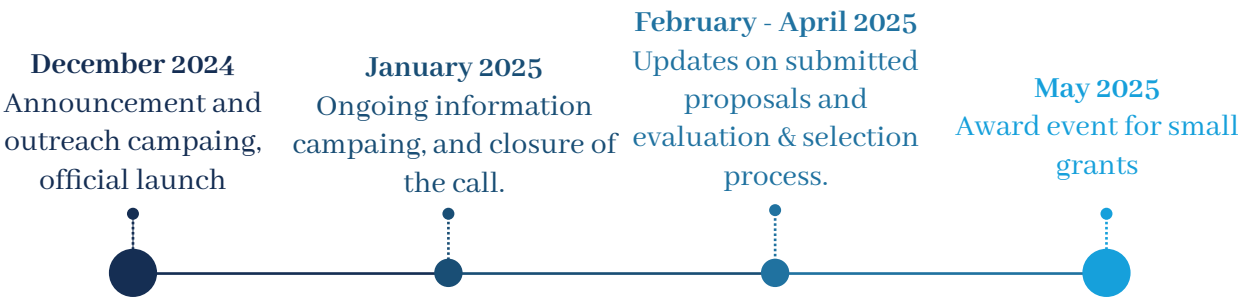 December 2024
Announcement and
outreach campaing,
official launch
January 2025
Ongoing information
campaing, and closure of
the call.
February - April 2025
Updates on submitted
proposals and
evaluation & selection
process.
May 2025
Award event for small
grants